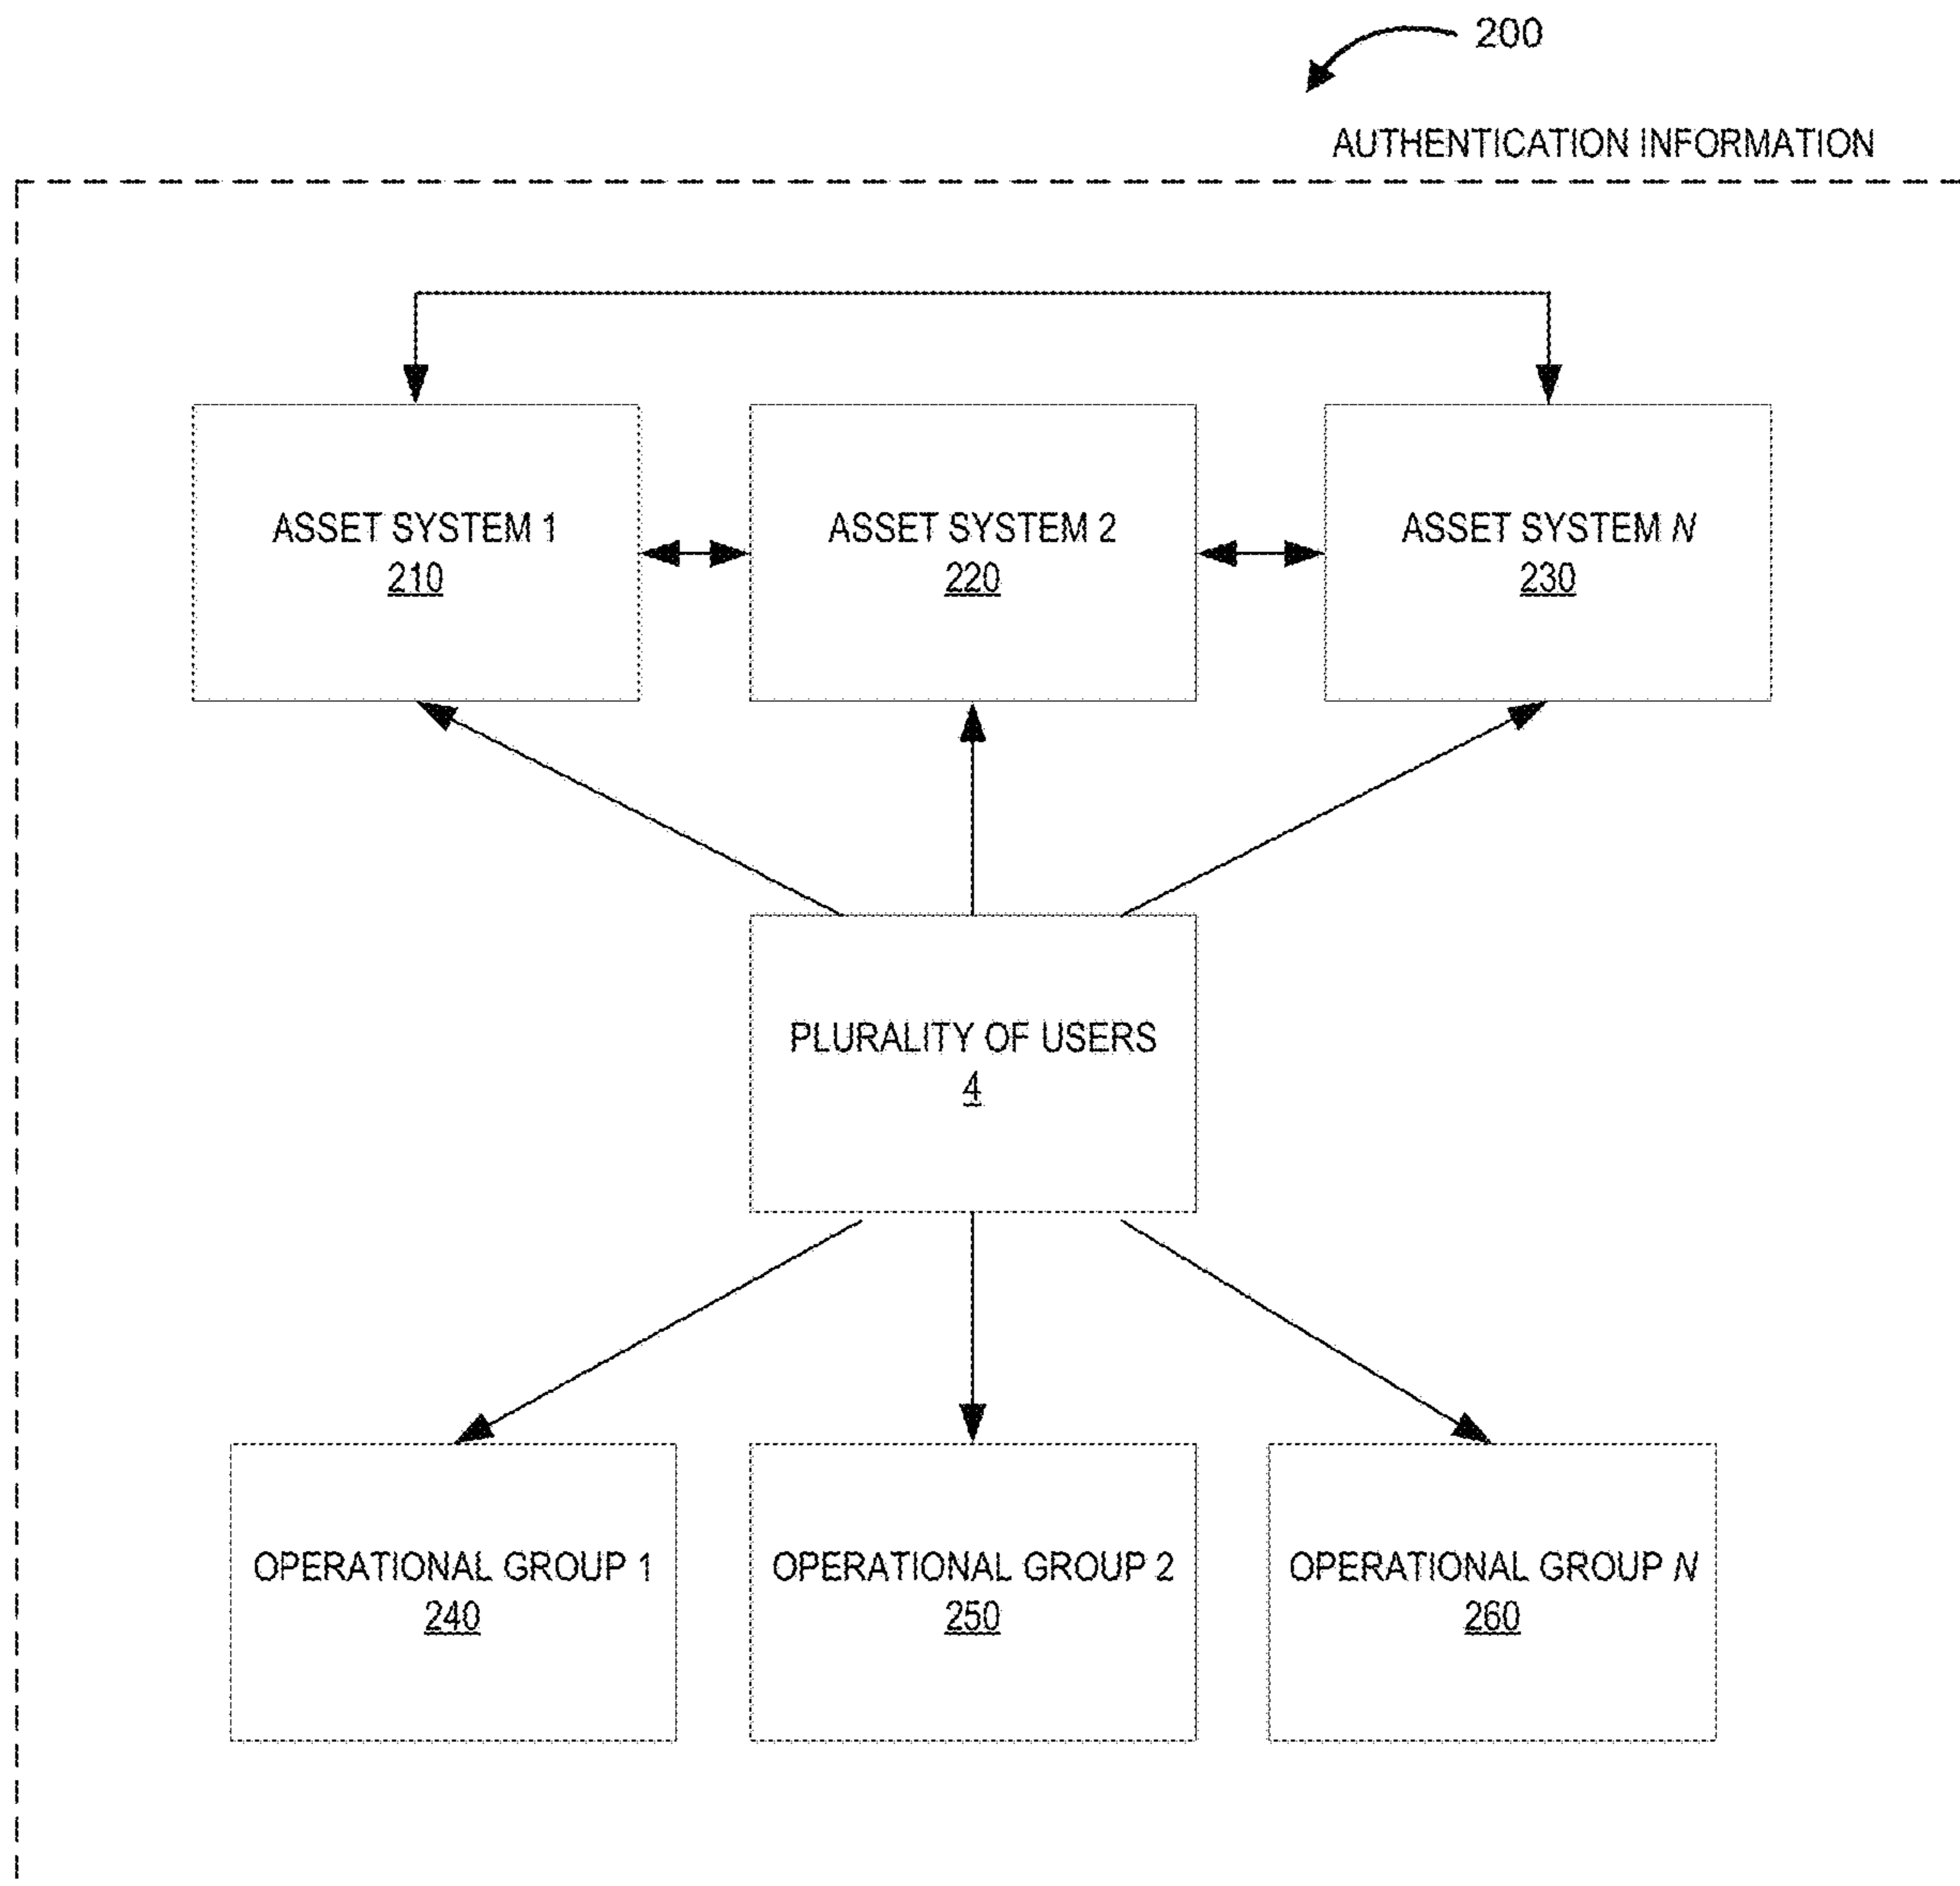 200
AUTHENTICATION INFORMATION
ASSET SYSTEM 1
210
ASSET SYSTEM 2
220
ASSET SYSTEM N
230
PLURALITY OF USERS
4
OPERATIONAL GROUP 1
240
OPERATIONAL GROUP 2
250
OPERATIONAL GROUP N
260